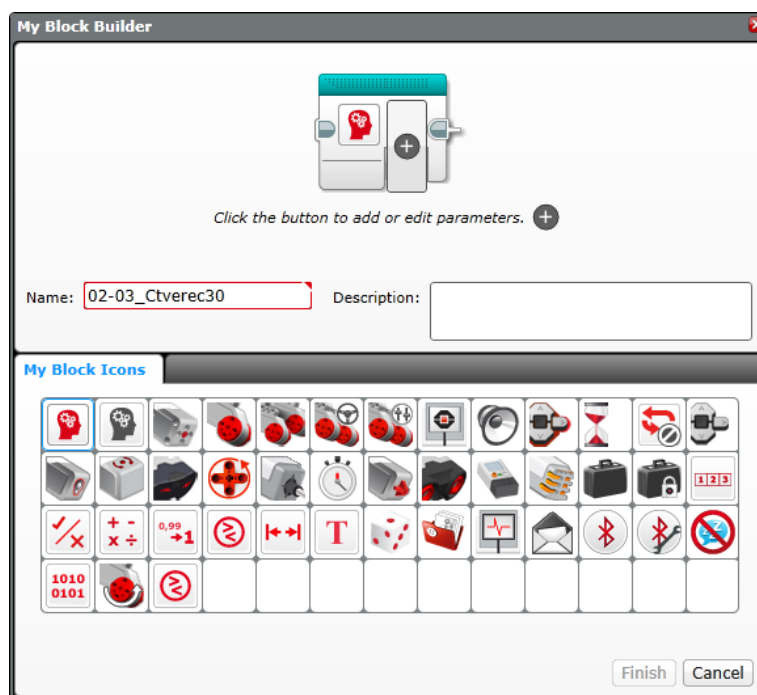 My Block Builder
Click the button to add or edit parameters.
Name: 02-03_Ctverec30 Description:
My Block Icons
1 2 3
0,99
→1
T
1010
0101
Finish Cancel